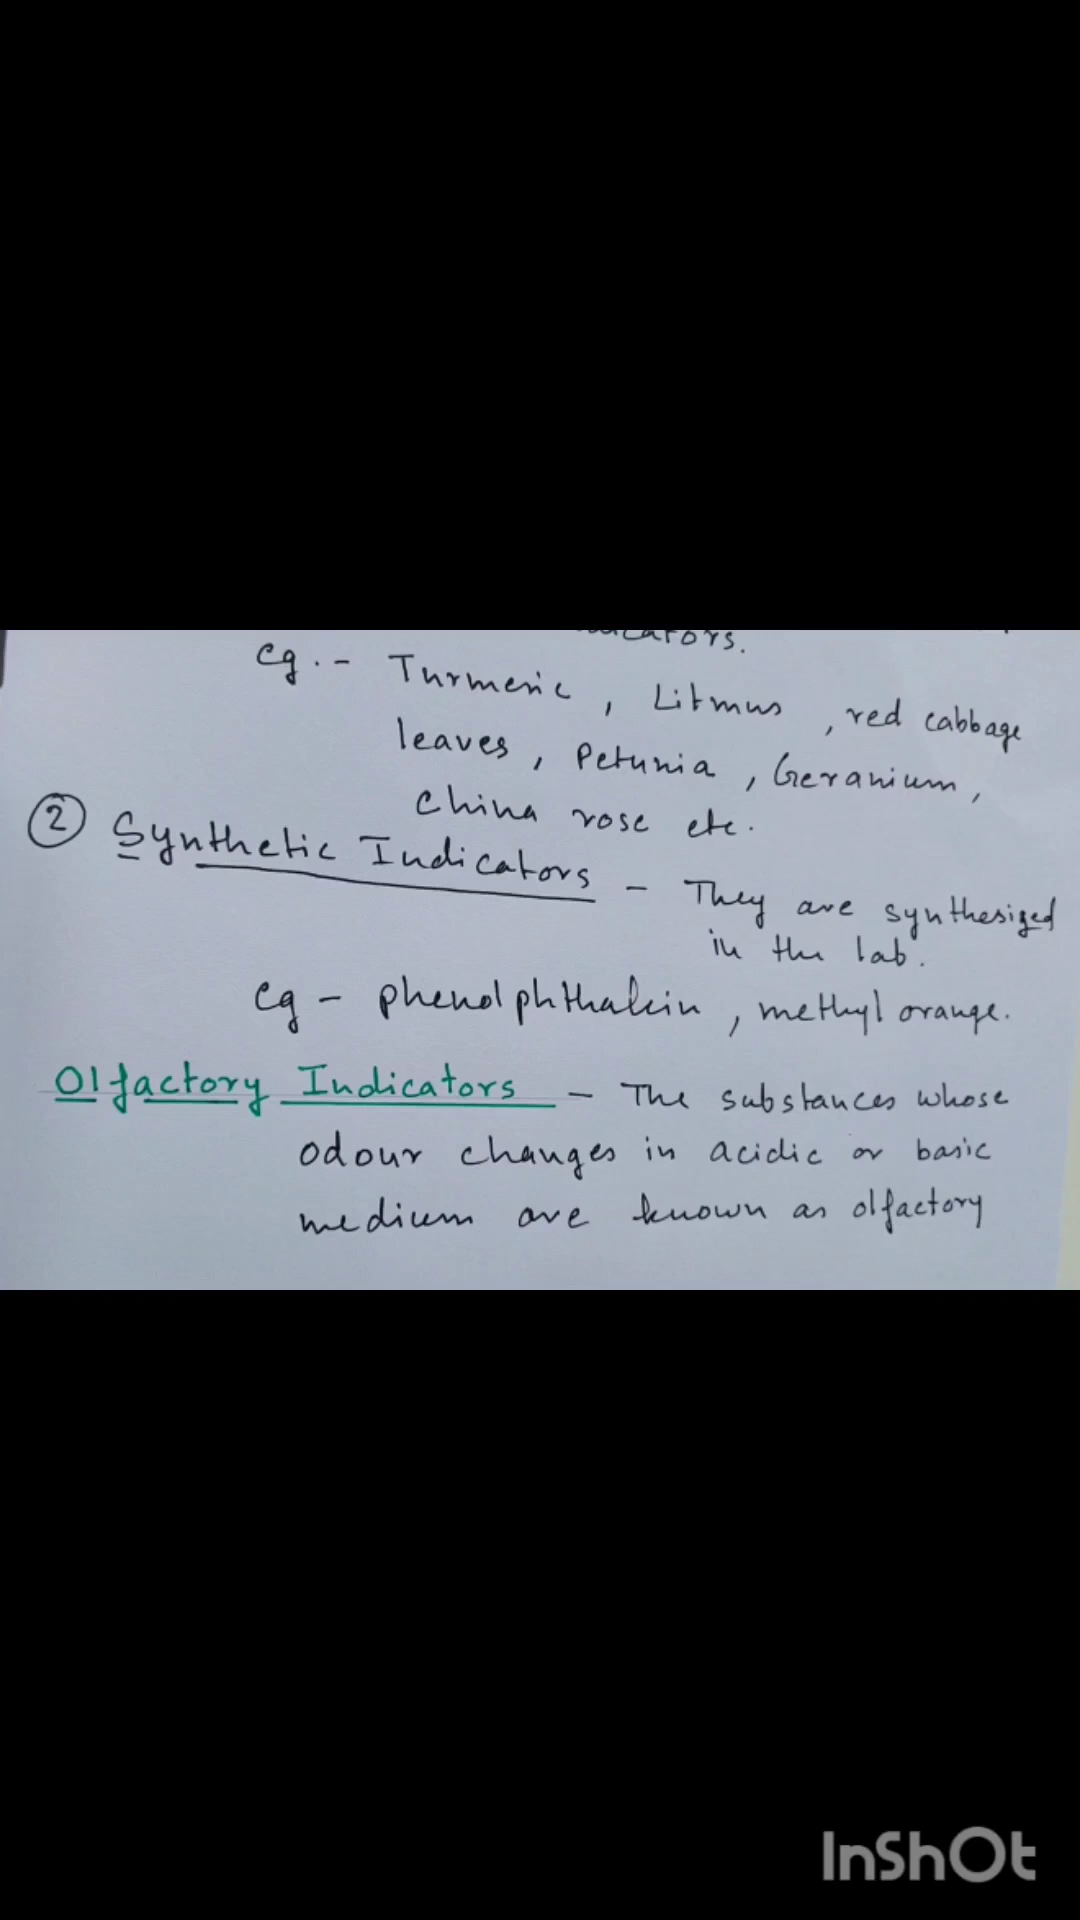 eg. - Turmeric, Litmus, red cabbage
leaves, Petunia, Geranium,
China rose etc.
② Synthetic Indicators - They are synthesized
in the lab.
eg - phenolphthalein, methyl orange.
Olfactory Indicators - The substances whose
odour changes in acidic or basic
medium are known as olfactory
InShOt